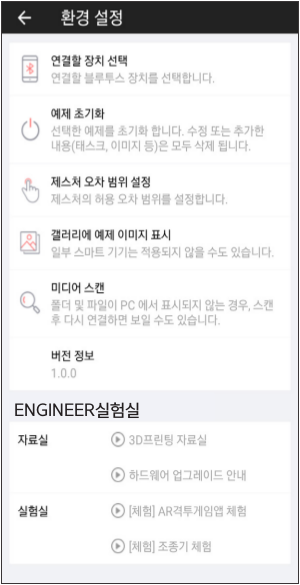 환경 설정
연결할 장치 선택
연결할 블루투스 장치를 선택합니다.
예제 초기화
선택한 예제를 초기화 합니다. 수정 또는 추가한
내용(태스크, 이미지 등)은 모두 삭제 됩니다.
제스처 오차 범위 설정
제스처의 허용 오차 범위를 설정합니다.
갤러리에 예제 이미지 표시
일부 스마트 기기는 적용되지 않을 수도 있습니다.
미디어 스캔
폴더 및 파일이 PC 에서 표시되지 않는 경우, 스캔
후 다시 연결하면 보일 수도 있습니다.
버전 정보
1.0.0
ENGINEER실험실
자료실 3D프린팅 자료실
하드웨어 업그레이드 안내
실험실 [체험] AR격투게임앱 체험
[체험] 조종기 체험